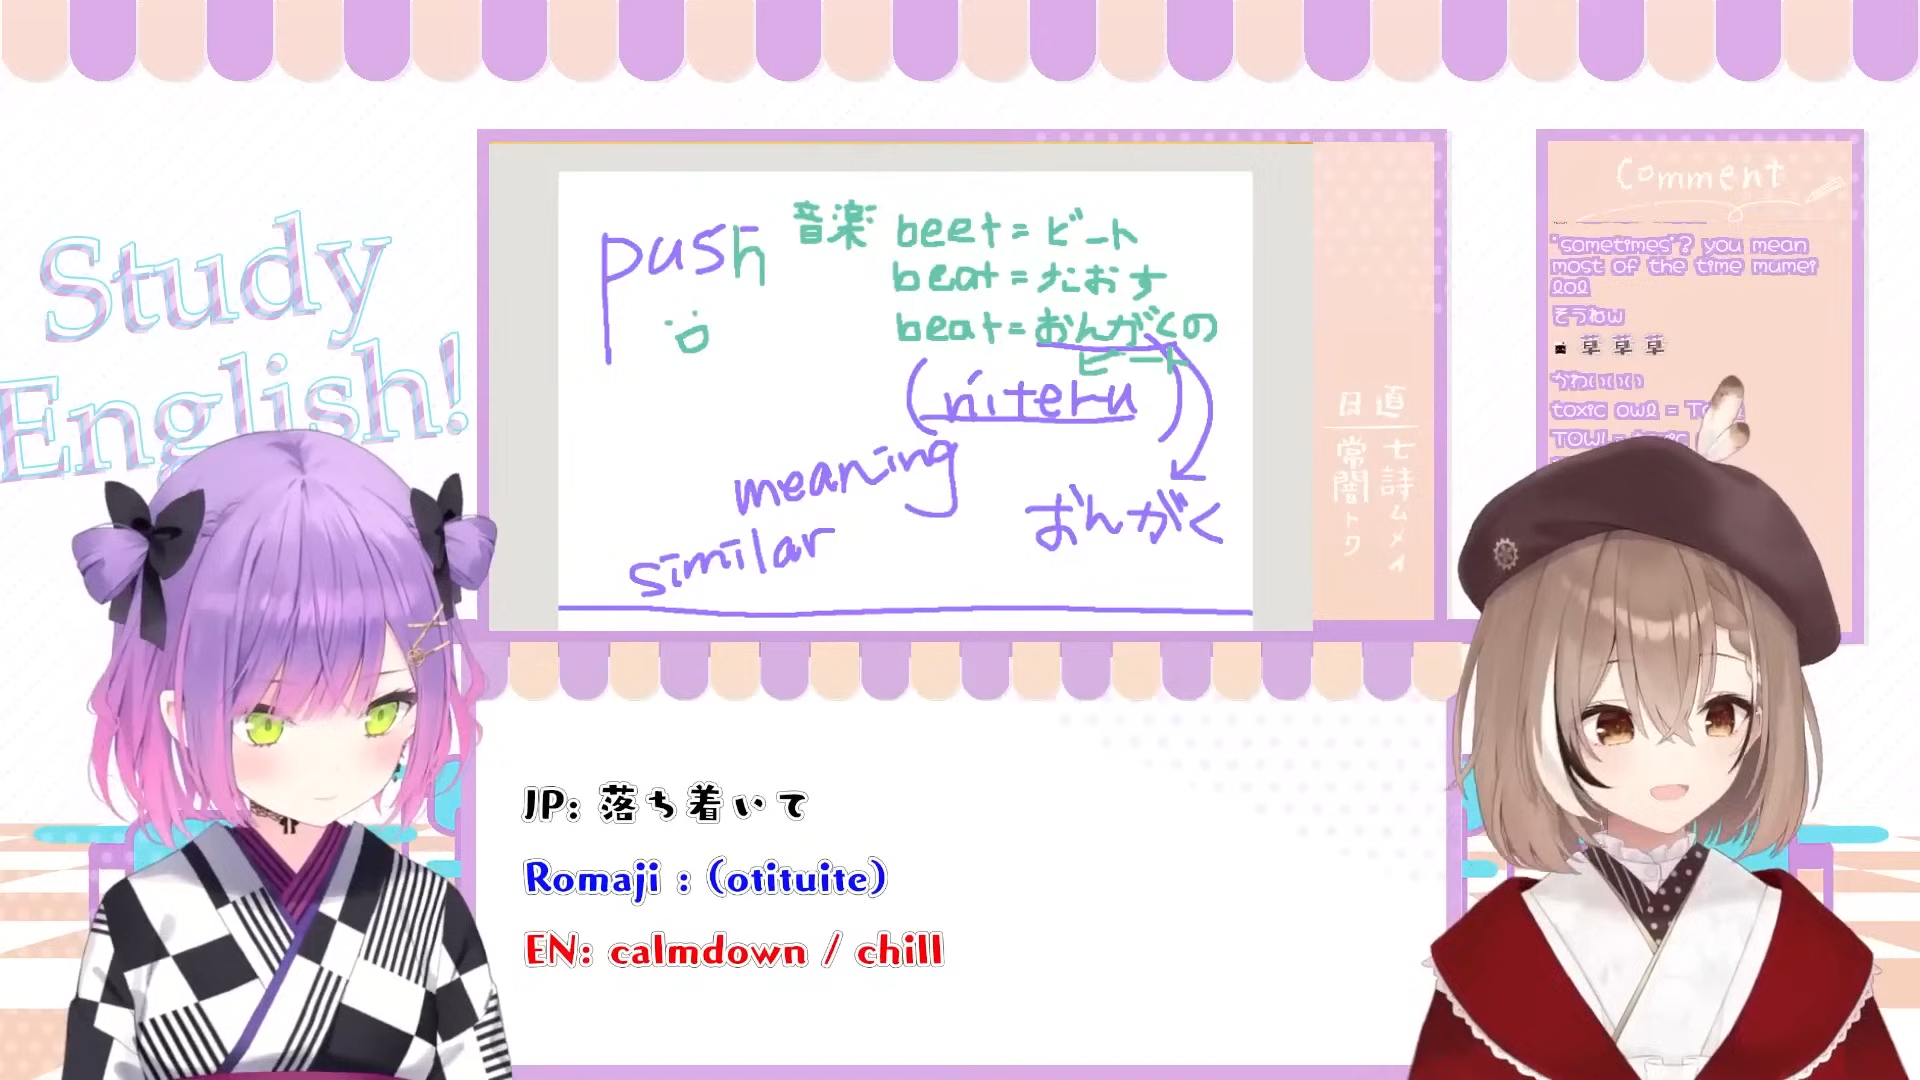 Study
English!
push
音楽 beet = ビート
beat = たおす
beat = おんがくの
ビート
(niteru)
meaning
similar
おんがく
日直
七詩ムメイ
常闇トワ
Comment
"sometimes"? you mean
most of the time mumei
lol
そうねw
草 草 草
かわいいい
toxic owl =
JP: 落ち着いて
Romaji : (otituite)
EN: calmdown / chill